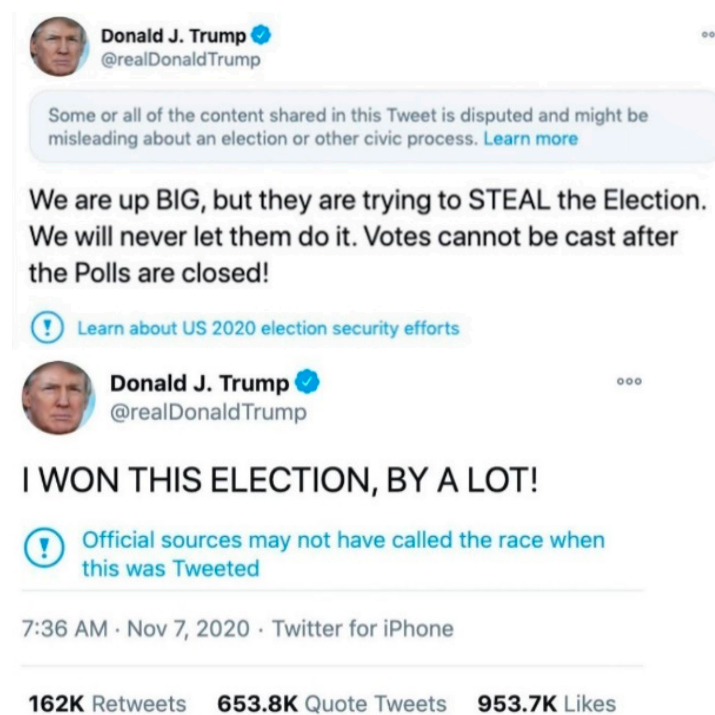 Donald J. Trump
@realDonaldTrump
Some or all of the content shared in this Tweet is disputed and might be
misleading about an election or other civic process. Learn more
We are up BIG, but they are trying to STEAL the Election.
We will never let them do it. Votes cannot be cast after
the Polls are closed!
Learn about US 2020 election security efforts
Donald J. Trump
@realDonaldTrump
I WON THIS ELECTION, BY A LOT!
Official sources may not have called the race when
this was Tweeted
7:36 AM · Nov 7, 2020 · Twitter for iPhone
162K Retweets 653.8K Quote Tweets 953.7K Likes